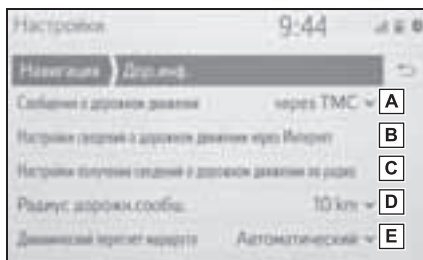 Настройки 9:44
Навигация Дор.инф.
Сообщения о дорожном движении через TMC A
Настройки сведений о дорожном движении через Интернет B
Настройки получения сведений о дорожном движении по радио C
Радиус дорожн.сообщ. 10 km D
Динамический пересчет маршрута Автоматический E